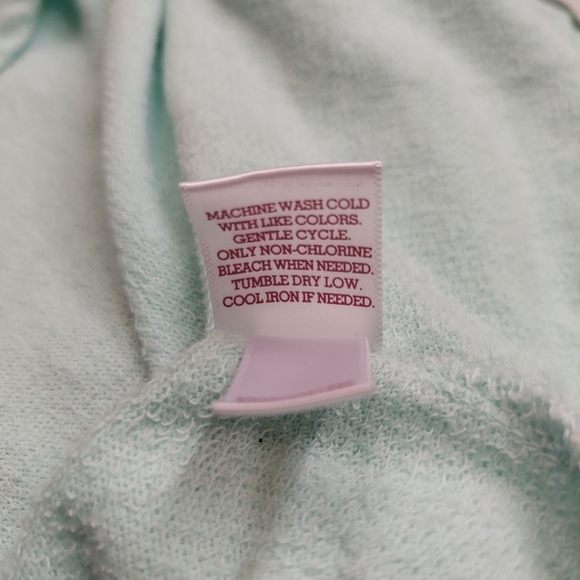 MACHINE WASH COLD
WITH LIKE COLORS.
GENTLE CYCLE.
ONLY NON-CHLORINE
BLEACH WHEN NEEDED.
TUMBLE DRY LOW.
COOL IRON IF NEEDED.